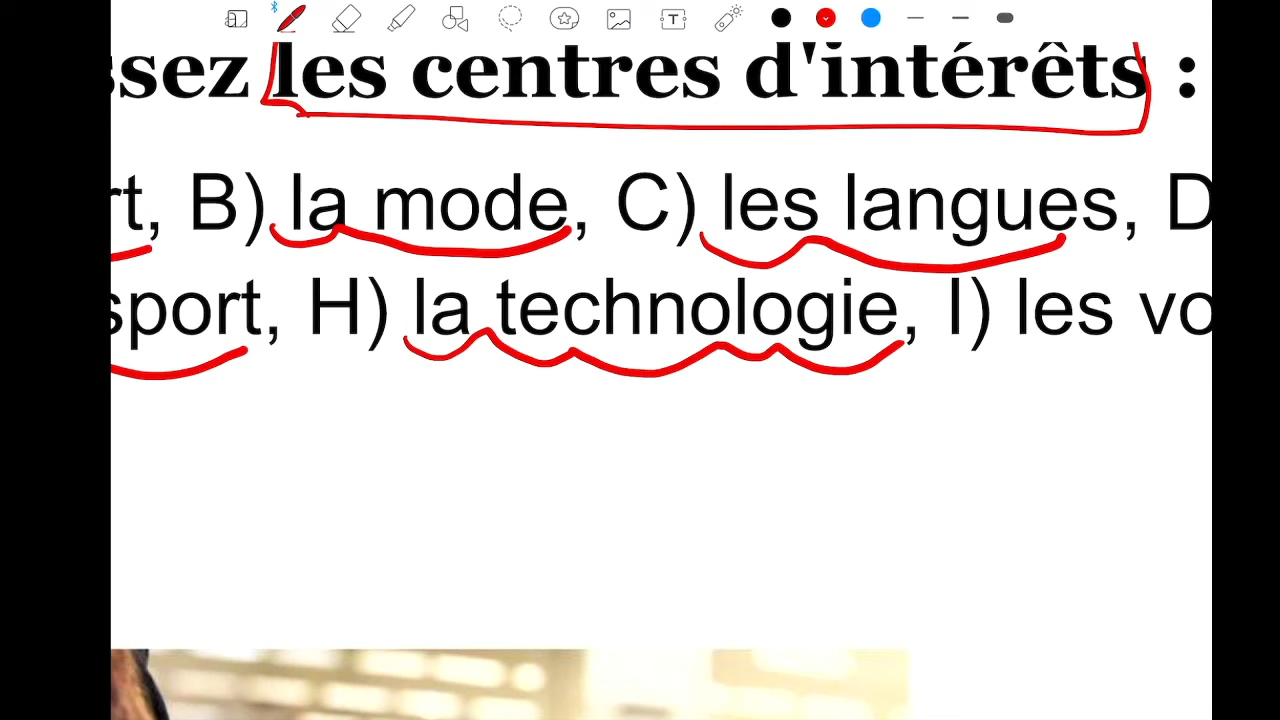 ssez les centres d'intérêts :
rt, B) la mode, C) les langues, D
sport, H) la technologie, I) les vo